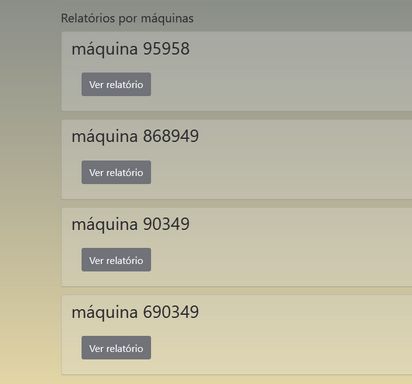 Relatórios por máquinas
máquina 95958
Ver relatório
máquina 868949
Ver relatório
máquina 90349
Ver relatório
máquina 690349
Ver relatório